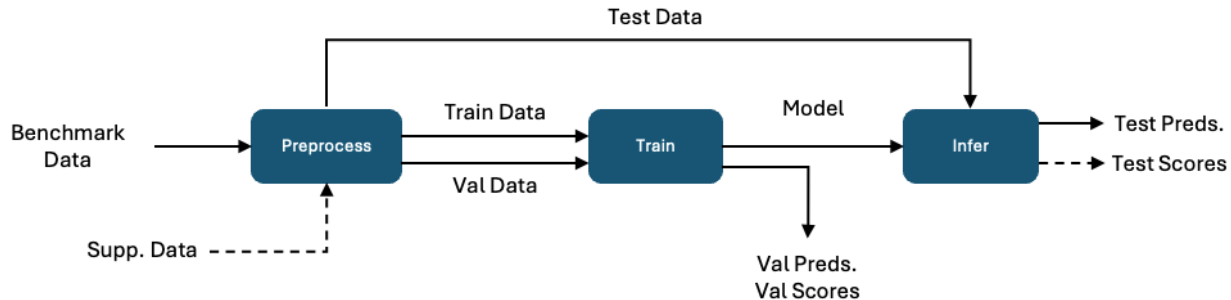 Test Data
Benchmark
Data
Preprocess
Train Data
Val Data
Train
Model
Infer
Test Preds.
Test Scores
Supp. Data
Val Preds.
Val Scores